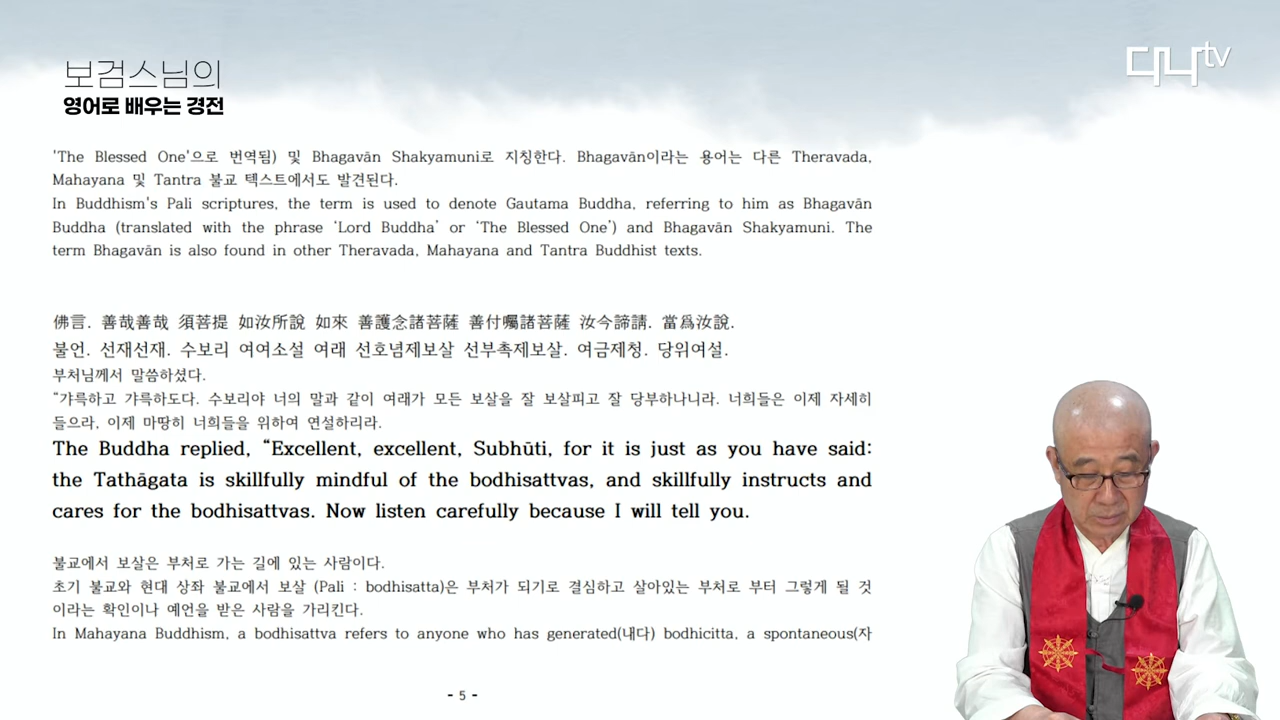 보검스님의
영어로 배우는 경전
다나tv
'The Blessed One'으로 번역됨) 및 Bhagavān Shakyamuni로 지칭한다. Bhagavān이라는 용어는 다른 Theravada,
Mahayana 및 Tantra 불교 텍스트에서도 발견된다.
In Buddhism's Pali scriptures, the term is used to denote Gautama Buddha, referring to him as Bhagavān
Buddha (translated with the phrase ‘Lord Buddha’ or ‘The Blessed One’) and Bhagavān Shakyamuni. The
term Bhagavān is also found in other Theravada, Mahayana and Tantra Buddhist texts.
佛言. 善哉善哉 須菩提 如汝所說 如來 善護念諸菩薩 善付囑諸菩薩 汝今諦請. 當爲汝說.
불언. 선재선재. 수보리 여여소설 여래 선호념제보살 선부촉제보살. 여금제청. 당위여설.
부처님께서 말씀하셨다.
“갸륵하고 갸륵하도다. 수보리야 너의 말과 같이 여래가 모든 보살을 잘 보살피고 잘 당부하나니라. 너희들은 이제 자세히
들으라, 이제 마땅히 너희들을 위하여 연설하리라.
The Buddha replied, “Excellent, excellent, Subhūti, for it is just as you have said:
the Tathāgata is skillfully mindful of the bodhisattvas, and skillfully instructs and
cares for the bodhisattvas. Now listen carefully because I will tell you.
불교에서 보살은 부처로 가는 길에 있는 사람이다.
초기 불교와 현대 상좌 불교에서 보살 (Pali : bodhisatta)은 부처가 되기로 결심하고 살아있는 부처로 부터 그렇게 될 것
이라는 확인이나 예언을 받은 사람을 가리킨다.
In Mahayana Buddhism, a bodhisattva refers to anyone who has generated(내다) bodhicitta, a spontaneous(자
- 5 -